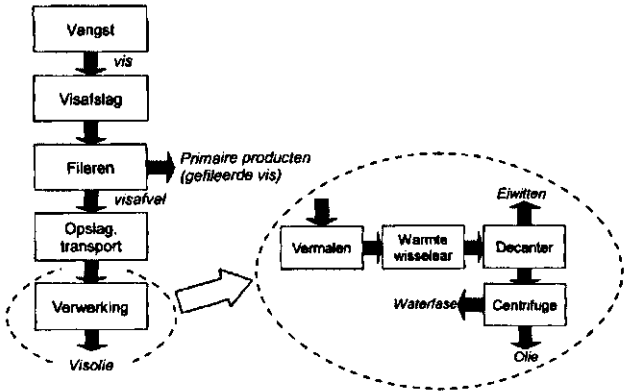 Vangst
vis
Visafslag
Fileren
Primaire producten
(gefileerde vis)
visafval
Opslag,
transport
Verwerking
Visolie
Eiwitten
Vermalen
Warmte
wisselaar
Decanter
Waterfase
Centrifuge
Olie